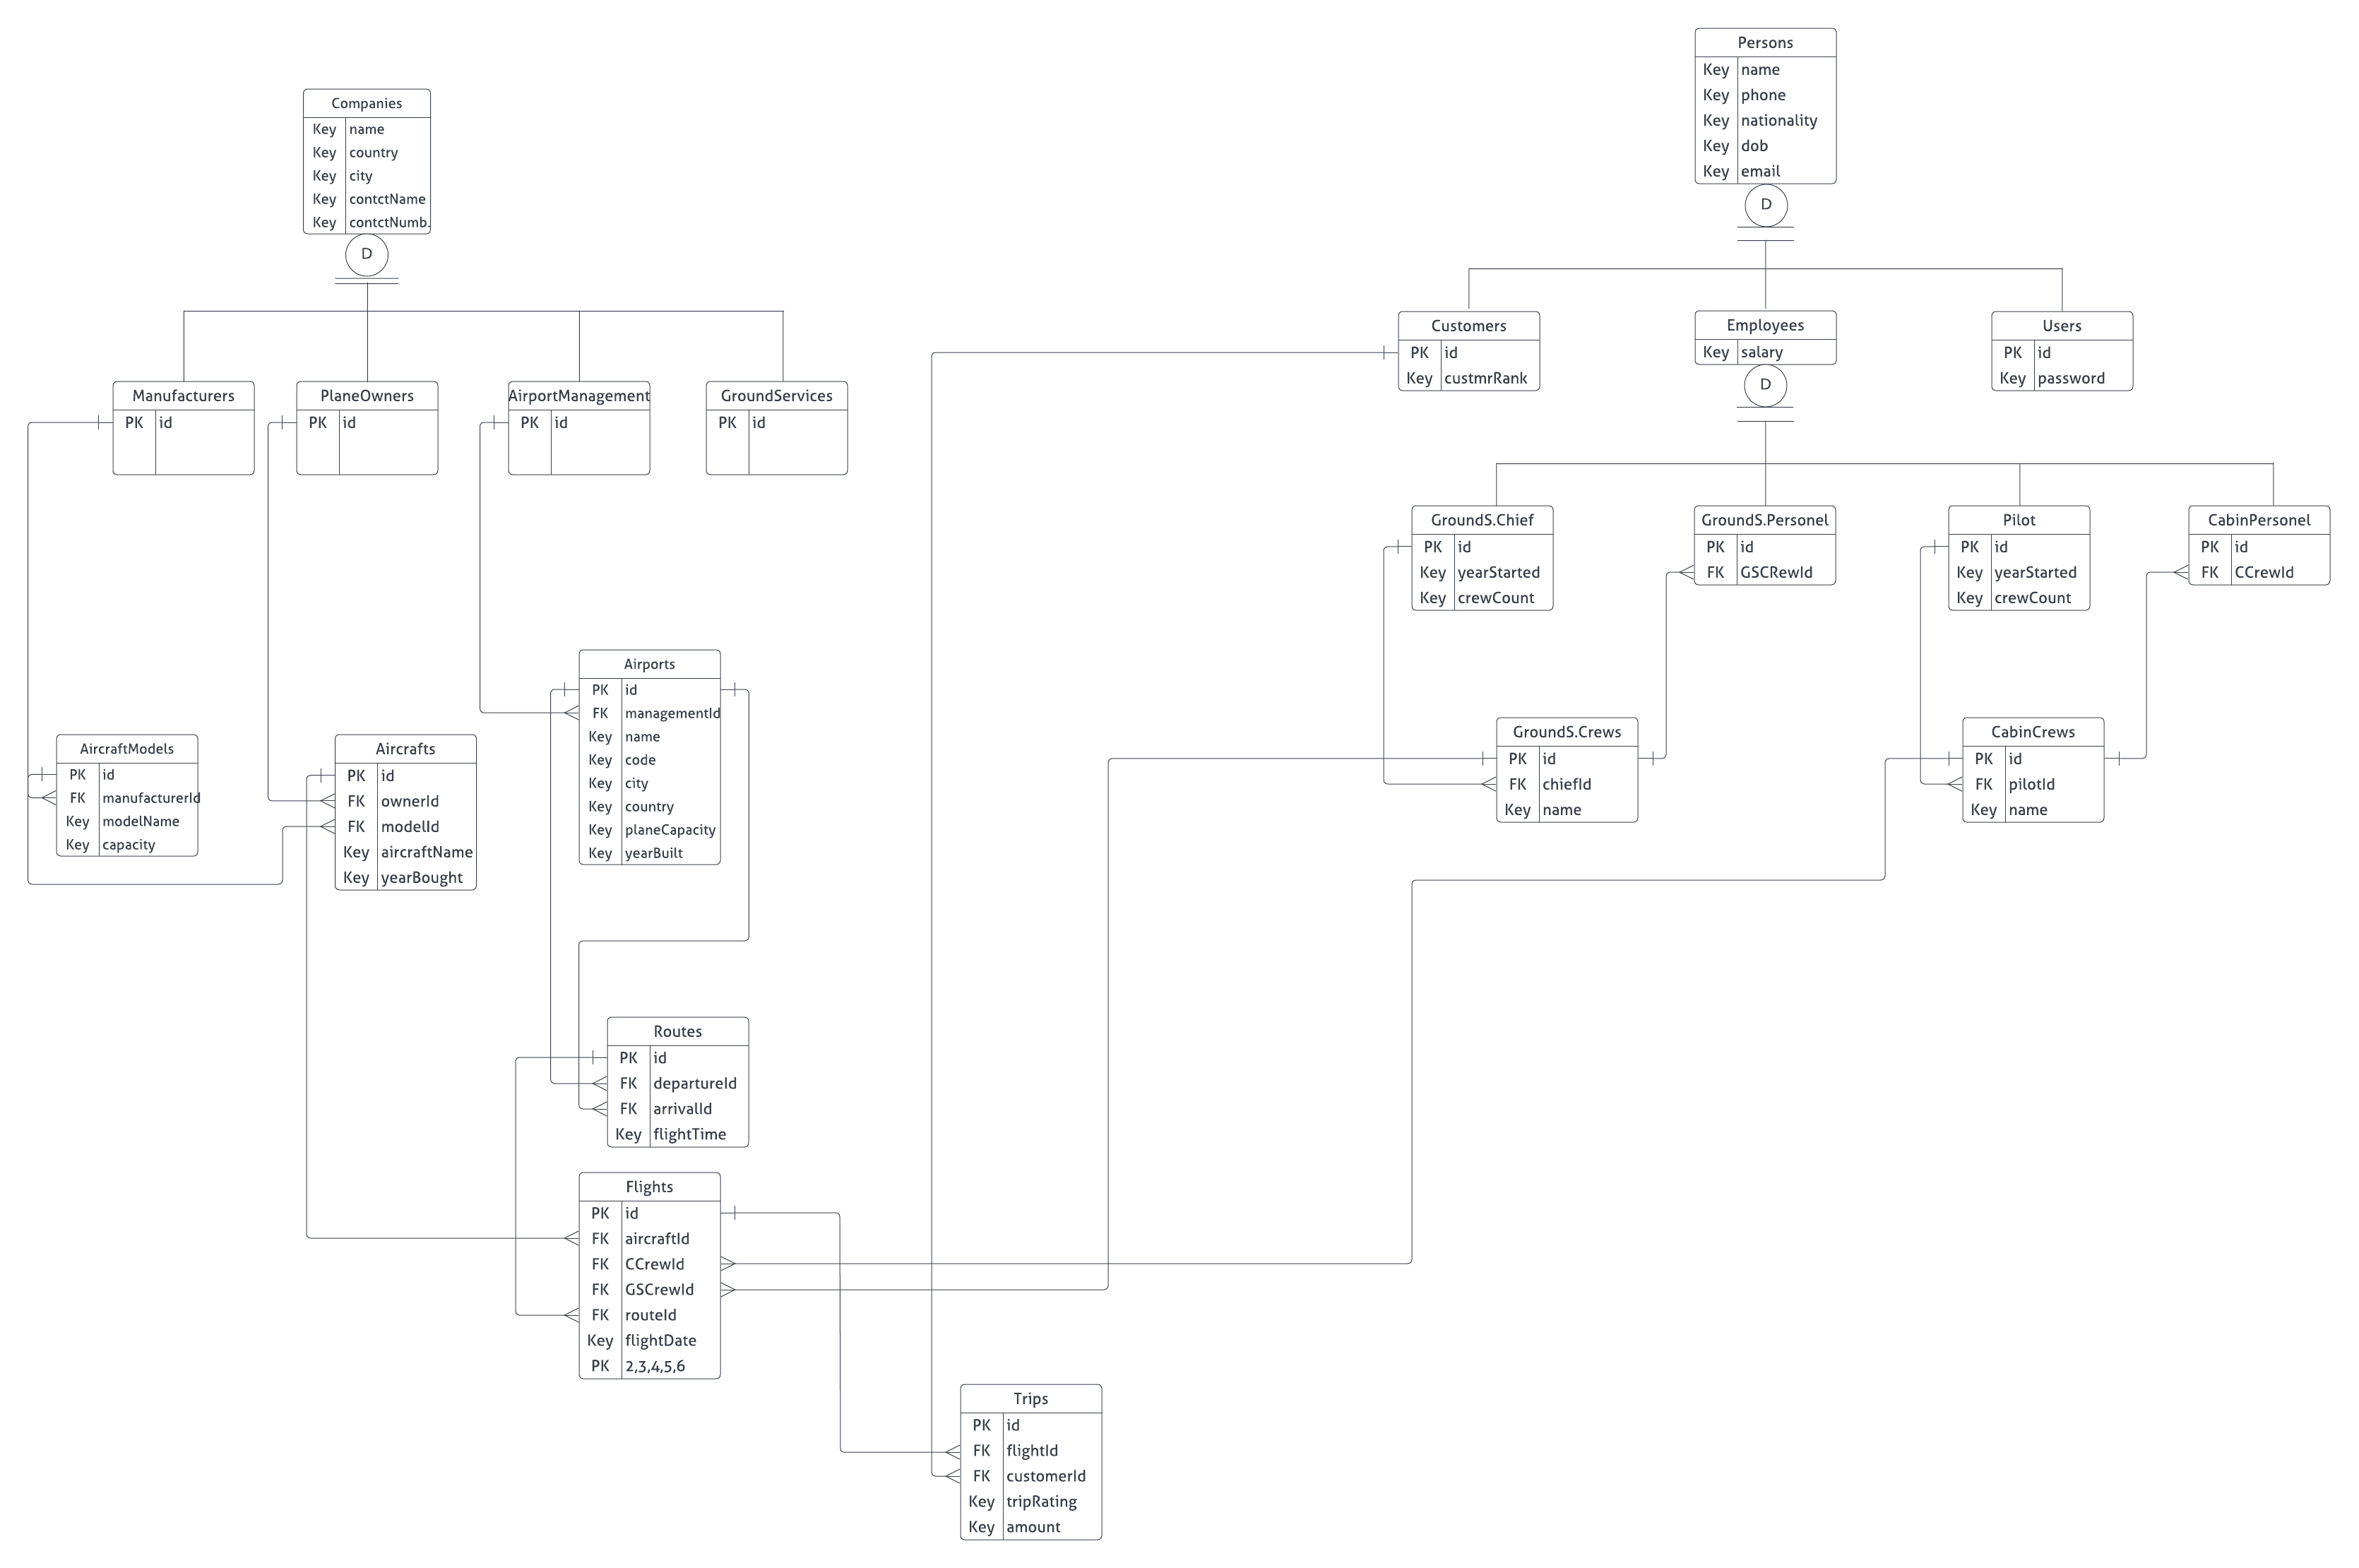 Persons
Key name
Key phone
Key nationality
Key dob
Key email
D
Companies
Key name
Key country
Key city
Key contctName
Key contctNumb.
D
Customers
PK id
Key custmrRank
Employees
Key salary
D
Users
PK id
Key password
Manufacturers
PK id
PlaneOwners
PK id
AirportManagement
PK id
GroundServices
PK id
GroundS.Chief
PK id
Key yearStarted
Key crewCount
GroundS.Personel
PK id
FK GSCRewId
Pilot
PK id
Key yearStarted
Key crewCount
CabinPersonel
PK id
FK CCrewId
Airports
PK id
FK managementId
Key name
Key code
Key city
Key country
Key planeCapacity
Key yearBuilt
AircraftModels
PK id
FK manufacturerId
Key modelName
Key capacity
Aircrafts
PK id
FK ownerId
FK modelId
Key aircraftName
Key yearBought
GroundS.Crews
PK id
FK chiefId
Key name
CabinCrews
PK id
FK pilotId
Key name
Routes
PK id
FK departureId
FK arrivalId
Key flightTime
Flights
PK id
FK aircraftId
FK CCrewId
FK GSCrewId
FK routeId
Key flightDate
PK 2,3,4,5,6
Trips
PK id
FK flightId
FK customerId
Key tripRating
Key amount